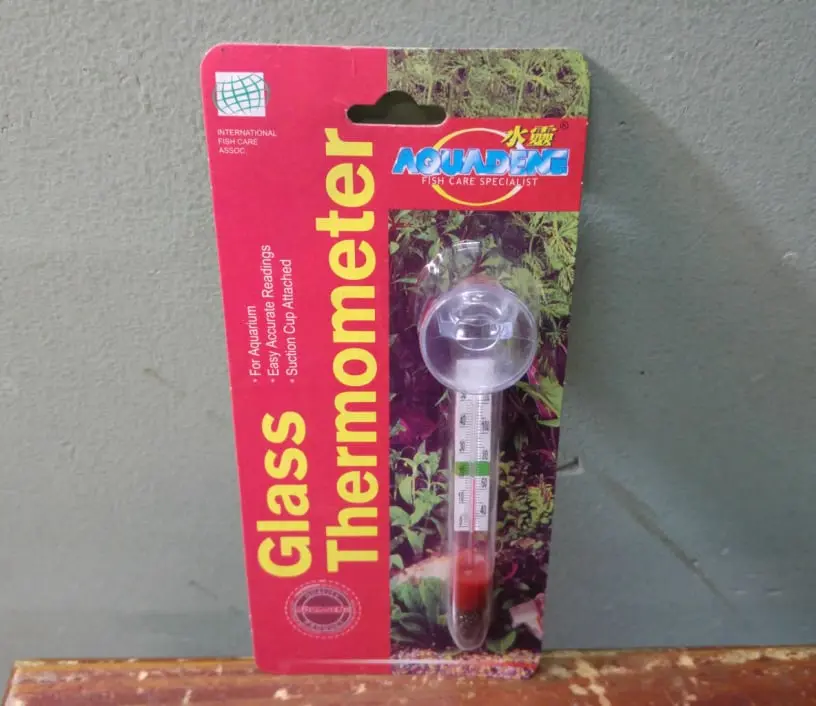 INTERNATIONAL
FISH CARE
ASSOC.
水靈®
AQUADENE
FISH CARE SPECIALIST
Glass
Thermometer
• For Aquarium
• Easy Accurate Readings
• Suction Cup Attached